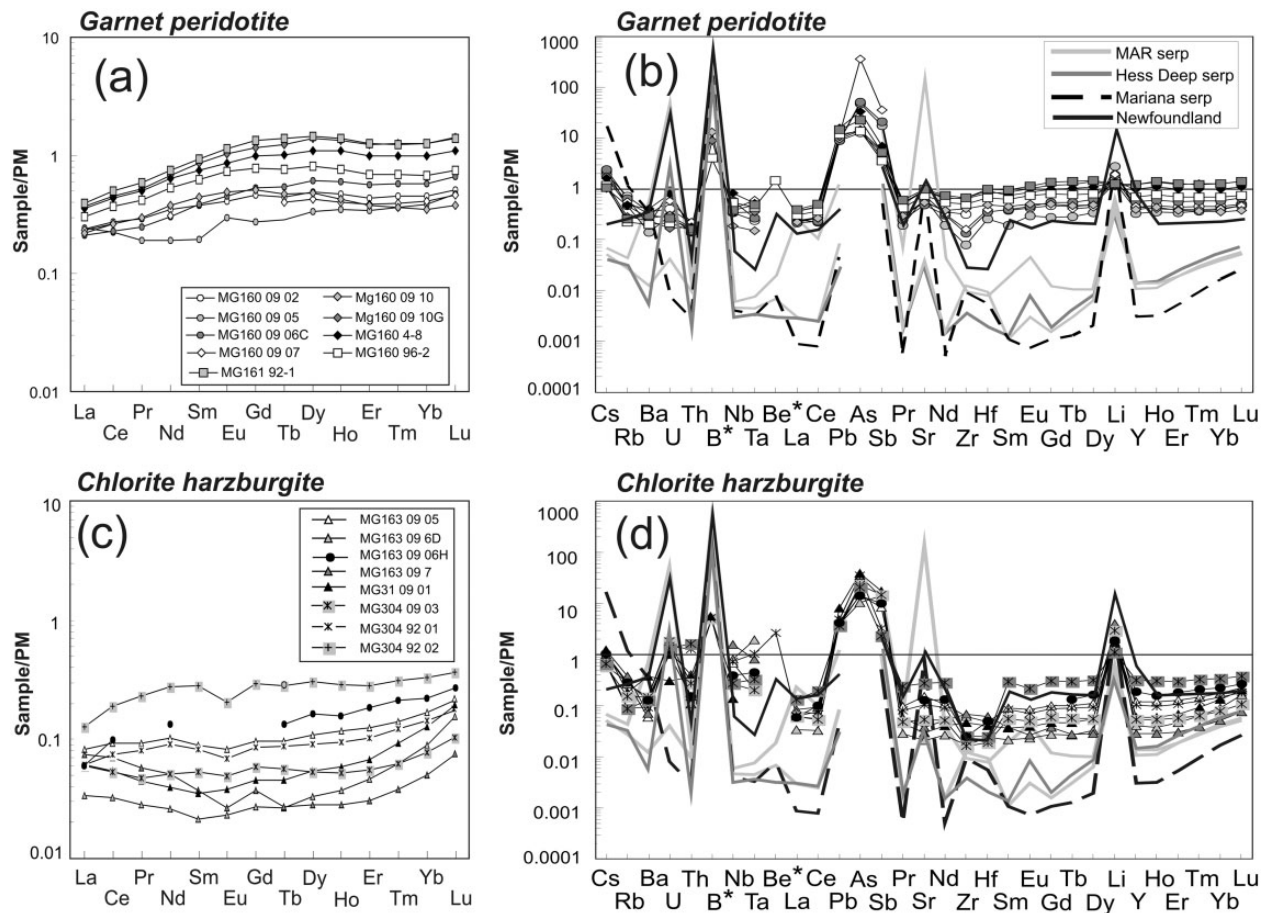 Garnet peridotite
(a)
10
1
0.1
0.01
Sample/PM
MG160 09 02
MG160 09 05
MG160 09 06C
MG160 09 07
MG161 92-1
Mg160 09 10
Mg160 09 10G
MG160 4-8
MG160 96-2
La Pr Nd Sm Gd Dy Er Yb
Ce Eu Tb Ho Tm Lu
Garnet peridotite
(b)
1000
100
10
1
0.1
0.01
0.001
0.0001
Sample/PM
MAR serp
Hess Deep serp
Mariana serp
Newfoundland
Cs Ba Th Nb Be* Ce As Pr Nd Hf Eu Tb Li Ho Tm Lu
Rb U B* Ta La Pb Sb Sr Zr Sm Gd Dy Y Er Yb
Chlorite harzburgite
(c)
10
1
0.1
0.01
Sample/PM
MG163 09 05
MG163 09 6D
MG163 09 06H
MG163 09 7
MG31 09 01
MG304 09 03
MG304 92 01
MG304 92 02
La Pr Sm Gd Dy Er Yb
Ce Nd Eu Tb Ho Tm Lu
Chlorite harzburgite
(d)
1000
100
10
1
0.1
0.01
0.001
0.0001
Sample/PM
Cs Ba Th Nb Be* Ce As Pr Nd Hf Eu Tb Li Ho Tm Lu
Rb U B* Ta La Pb Sb Sr Zr Sm Gd Dy Y Er Yb